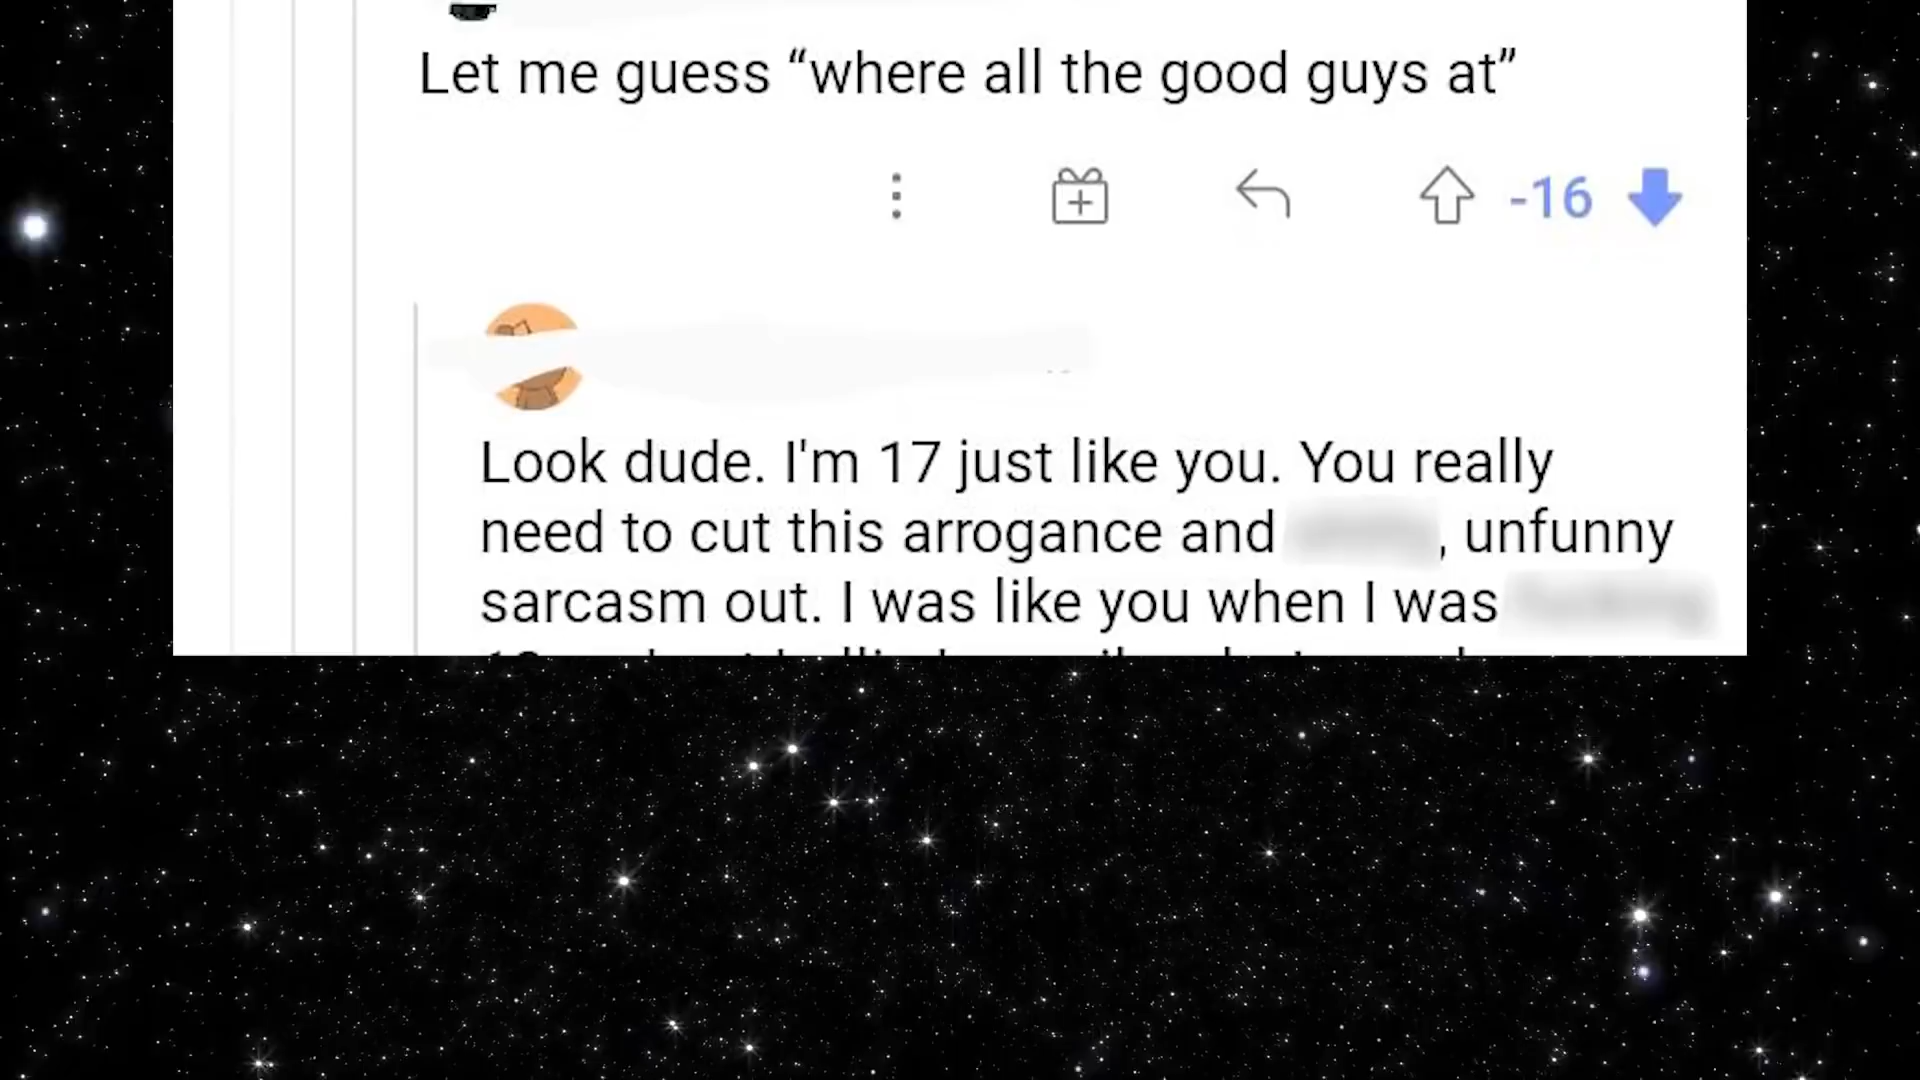 Let me guess “where all the good guys at”
-16
Look dude. I'm 17 just like you. You really
need to cut this arrogance and , unfunny
sarcasm out. I was like you when I was